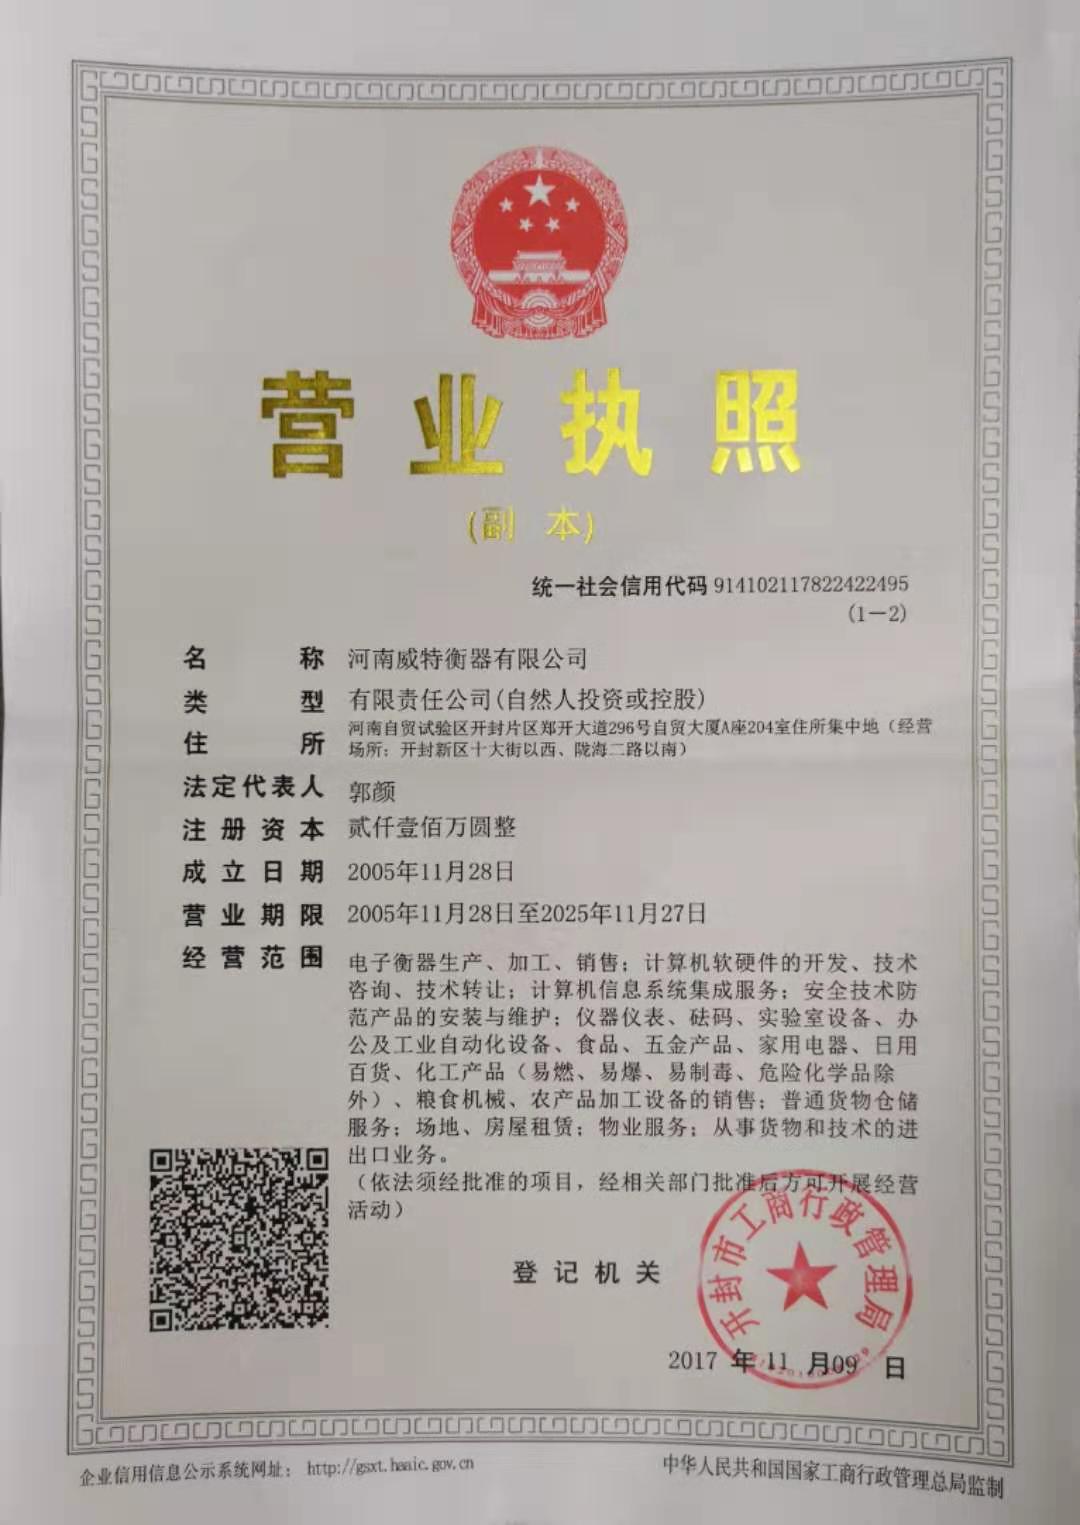 营业执照
(副 本)
统一社会信用代码 914102117822422495
(1-2)
名称 河南威特衡器有限公司
类型 有限责任公司(自然人投资或控股)
住所 河南自贸试验区开封片区郑开大道296号自贸大厦A座204室住所集中地（经营
场所：开封新区十大街以西、陇海二路以南）
法定代表人 郭颜
注册资本 贰仟壹佰万圆整
成立日期 2005年11月28日
营业期限 2005年11月28日至2025年11月27日
经营范围 电子衡器生产、加工、销售；计算机软硬件的开发、技术
咨询、技术转让；计算机信息系统集成服务；安全技术防
范产品的安装与维护；仪器仪表、砝码、实验室设备、办
公及工业自动化设备、食品、五金产品、家用电器、日用
百货、化工产品（易燃、易爆、易制毒、危险化学品除
外）、粮食机械、农产品加工设备的销售；普通货物仓储
服务；场地、房屋租赁；物业服务；从事货物和技术的进
出口业务。
（依法须经批准的项目，经相关部门批准后方可开展经营
活动）
登记机关
开封市工商行政管理局
2017 年 11 月 09 日
企业信用信息公示系统网址： http://gsxt.haaic.gov.cn
中华人民共和国国家工商行政管理总局监制